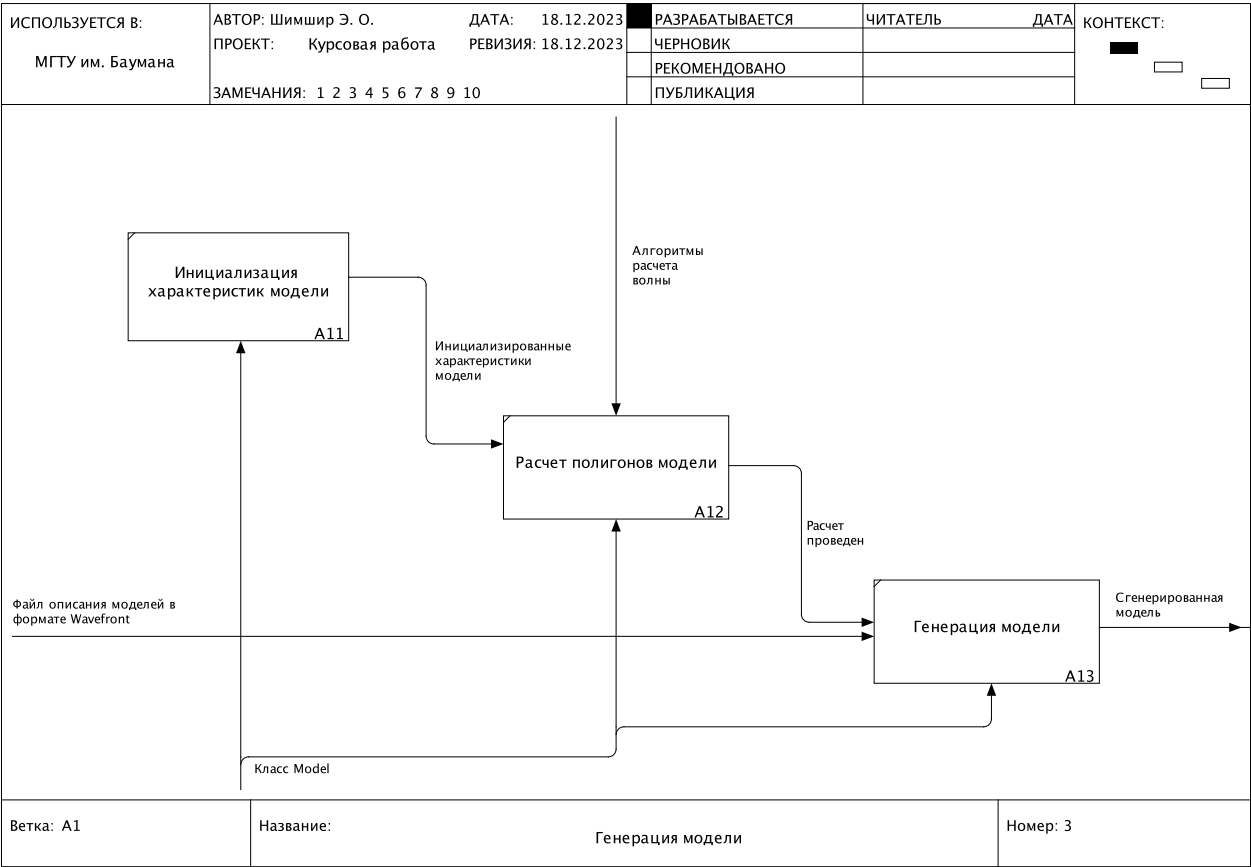 ИСПОЛЬЗУЕТСЯ В:
МГТУ им. Баумана
АВТОР: Шимшир Э. О.
ДАТА: 18.12.2023
ПРОЕКТ: Курсовая работа
РЕВИЗИЯ: 18.12.2023
ЗАМЕЧАНИЯ: 1 2 3 4 5 6 7 8 9 10
РАЗРАБАТЫВАЕТСЯ
ЧЕРНОВИК
РЕКОМЕНДОВАНО
ПУБЛИКАЦИЯ
ЧИТАТЕЛЬ ДАТА
КОНТЕКСТ:
Алгоритмы
расчета
волны
Инициализация
характеристик модели
A11
Инициализированные
характеристики
модели
Расчет полигонов модели
A12
Расчет
проведен
Файл описания моделей в
формате Wavefront
Генерация модели
A13
Сгенерированная
модель
Класс Model
Ветка: A1
Название:
Генерация модели
Номер: 3